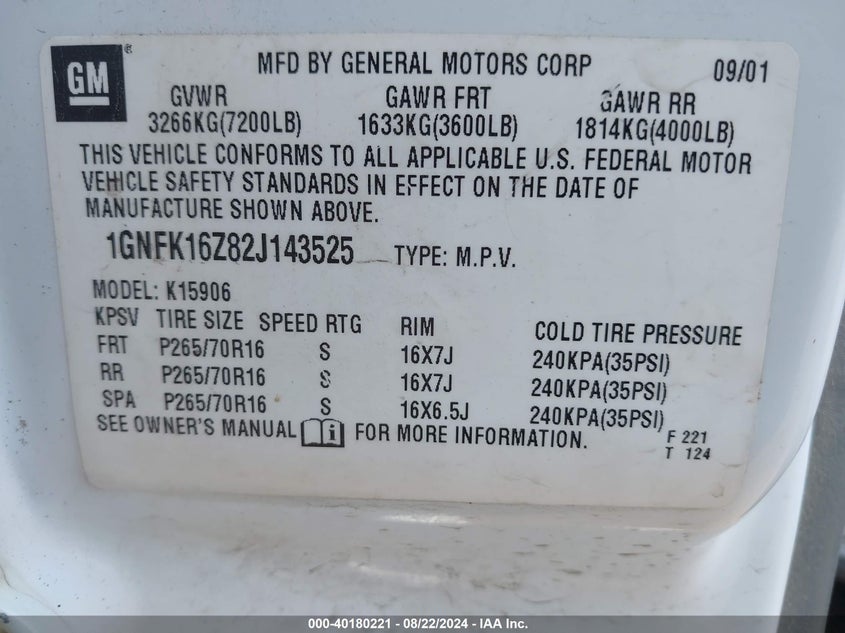 GM ® MFD BY GENERAL MOTORS CORP 09/01
GVWR GAWR FRT GAWR RR
3266KG(7200LB) 1633KG(3600LB) 1814KG(4000LB)
THIS VEHICLE CONFORMS TO ALL APPLICABLE U.S. FEDERAL MOTOR
VEHICLE SAFETY STANDARDS IN EFFECT ON THE DATE OF
MANUFACTURE SHOWN ABOVE.
1GNFK16Z82J143525 TYPE: M.P.V.
MODEL: K15906
KPSV TIRE SIZE SPEED RTG RIM COLD TIRE PRESSURE
FRT P265/70R16 S 16X7J 240KPA(35PSI)
RR P265/70R16 S 16X7J 240KPA(35PSI)
SPA P265/70R16 S 16X6.5J 240KPA(35PSI)
SEE OWNER'S MANUAL i FOR MORE INFORMATION. F 221
T 124
000-40180221 - 08/22/2024 - IAA Inc.